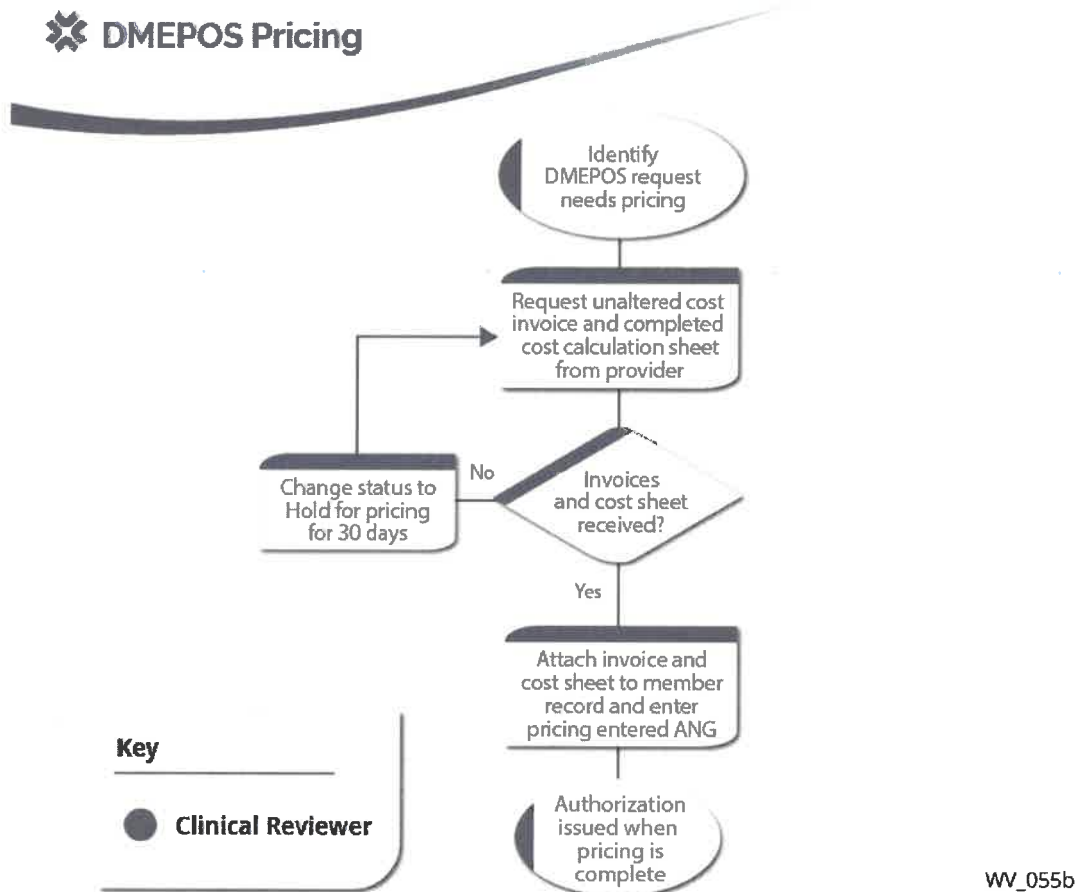 DMEPOS Pricing
Identify
DMEPOS request
needs pricing
Request unaltered cost
invoice and completed
cost calculation sheet
from provider
No
Change status to
Hold for pricing
for 30 days
Invoices
and cost sheet
received?
Yes
Attach invoice and
cost sheet to member
record and enter
pricing entered ANG
Key
Clinical Reviewer
Authorization
issued when
pricing is
complete
WV_055b